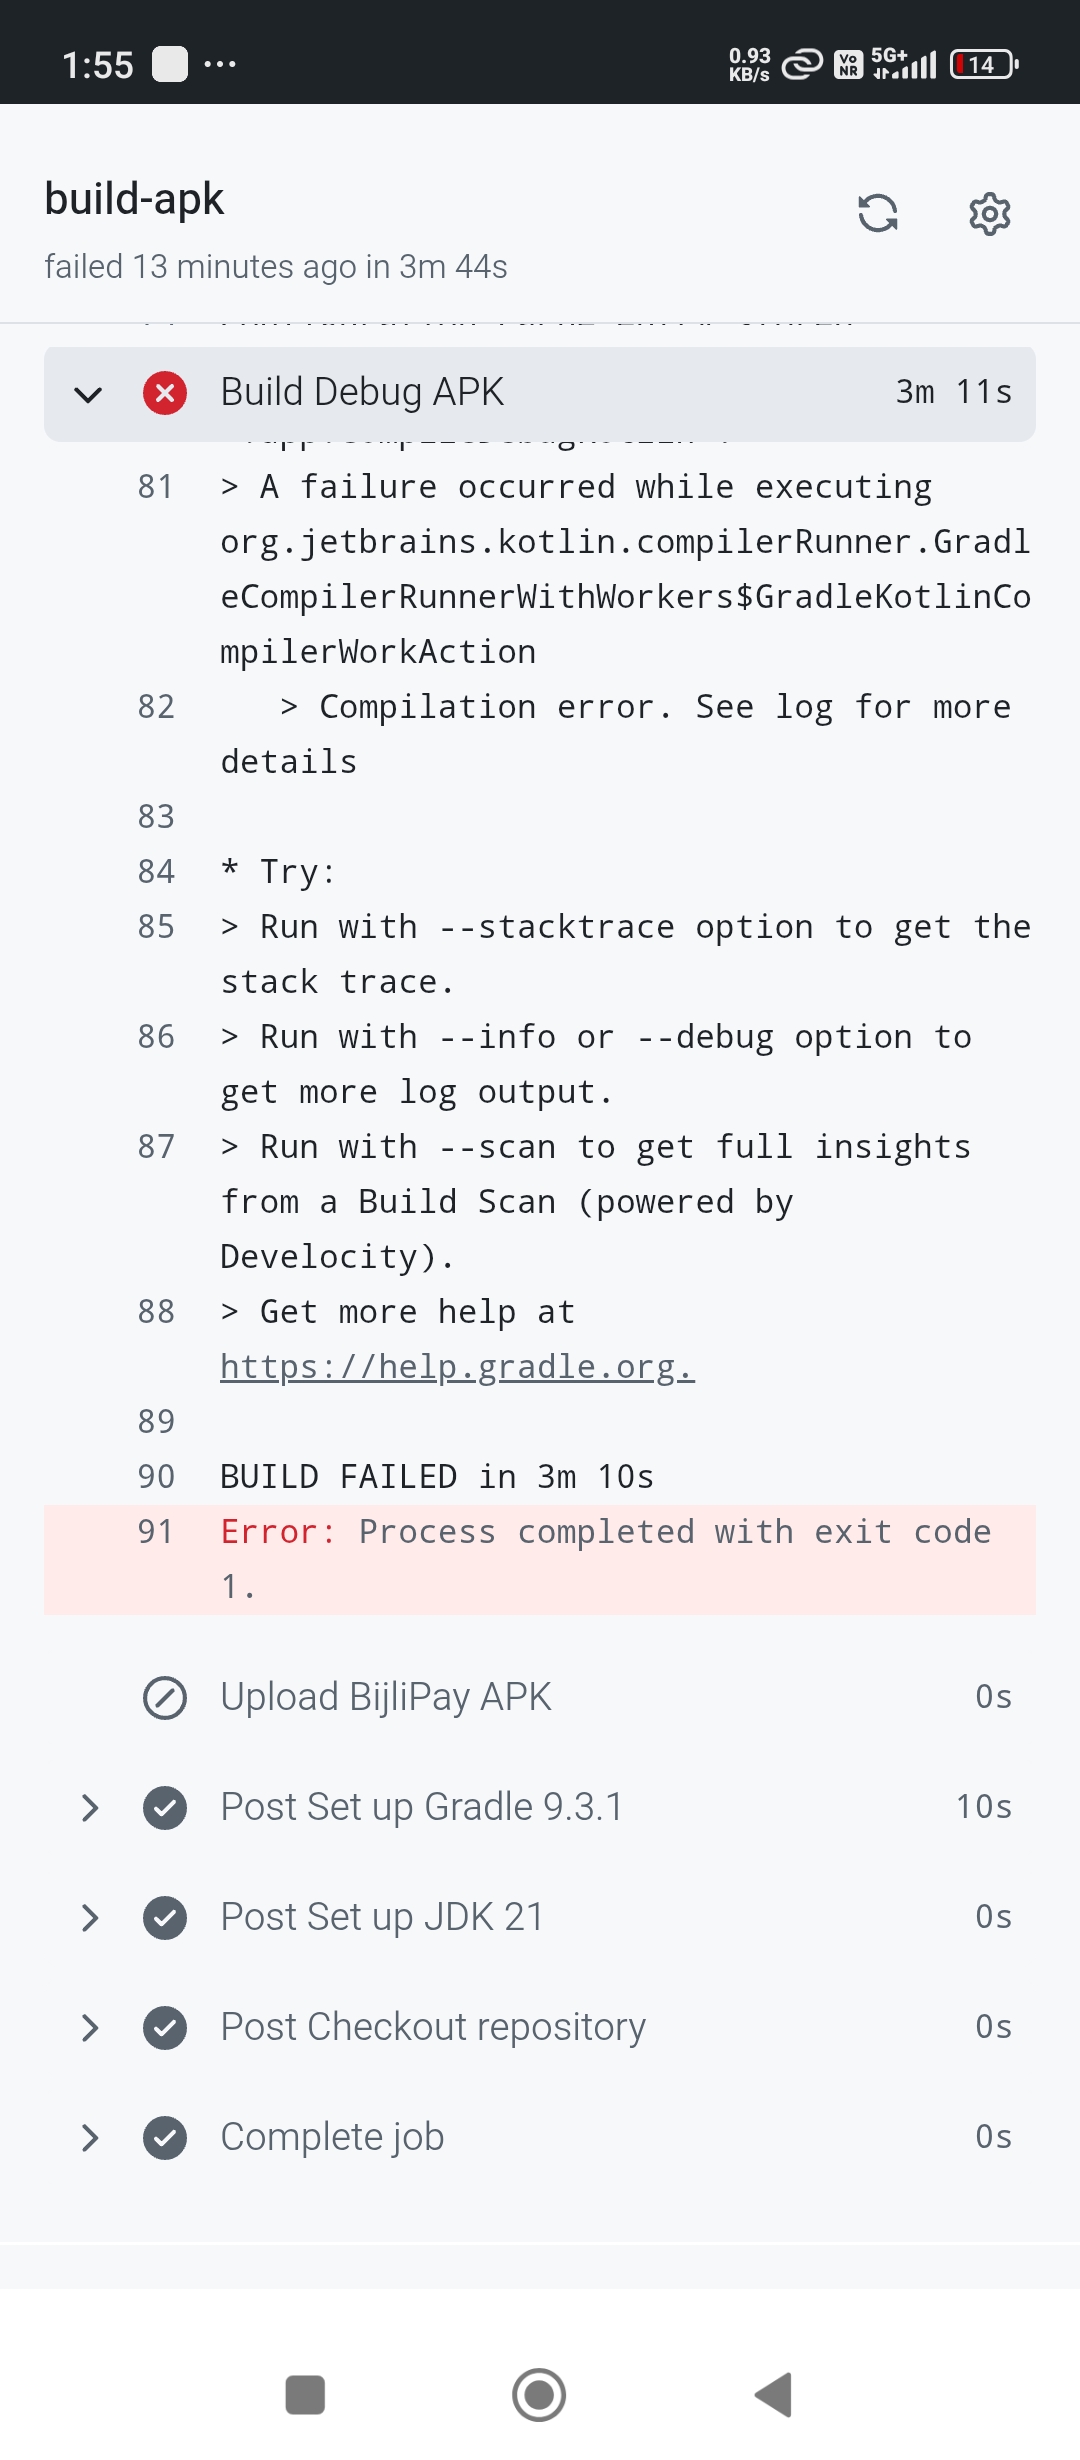 1:55 ...
0.93 KB/s Vo NR 5G+ 14
build-apk
failed 13 minutes ago in 3m 44s
Build Debug APK 3m 11s
81 > A failure occurred while executing
org.jetbrains.kotlin.compilerRunner.Gradl
eCompilerRunnerWithWorkers$GradleKotlinCo
mpilerWorkAction
82 > Compilation error. See log for more
details
83
84 * Try:
85 > Run with --stacktrace option to get the
stack trace.
86 > Run with --info or --debug option to
get more log output.
87 > Run with --scan to get full insights
from a Build Scan (powered by
Develocity).
88 > Get more help at
https://help.gradle.org.
89
90 BUILD FAILED in 3m 10s
91 Error: Process completed with exit code
1.
Upload BijliPay APK 0s
Post Set up Gradle 9.3.1 10s
Post Set up JDK 21 0s
Post Checkout repository 0s
Complete job 0s